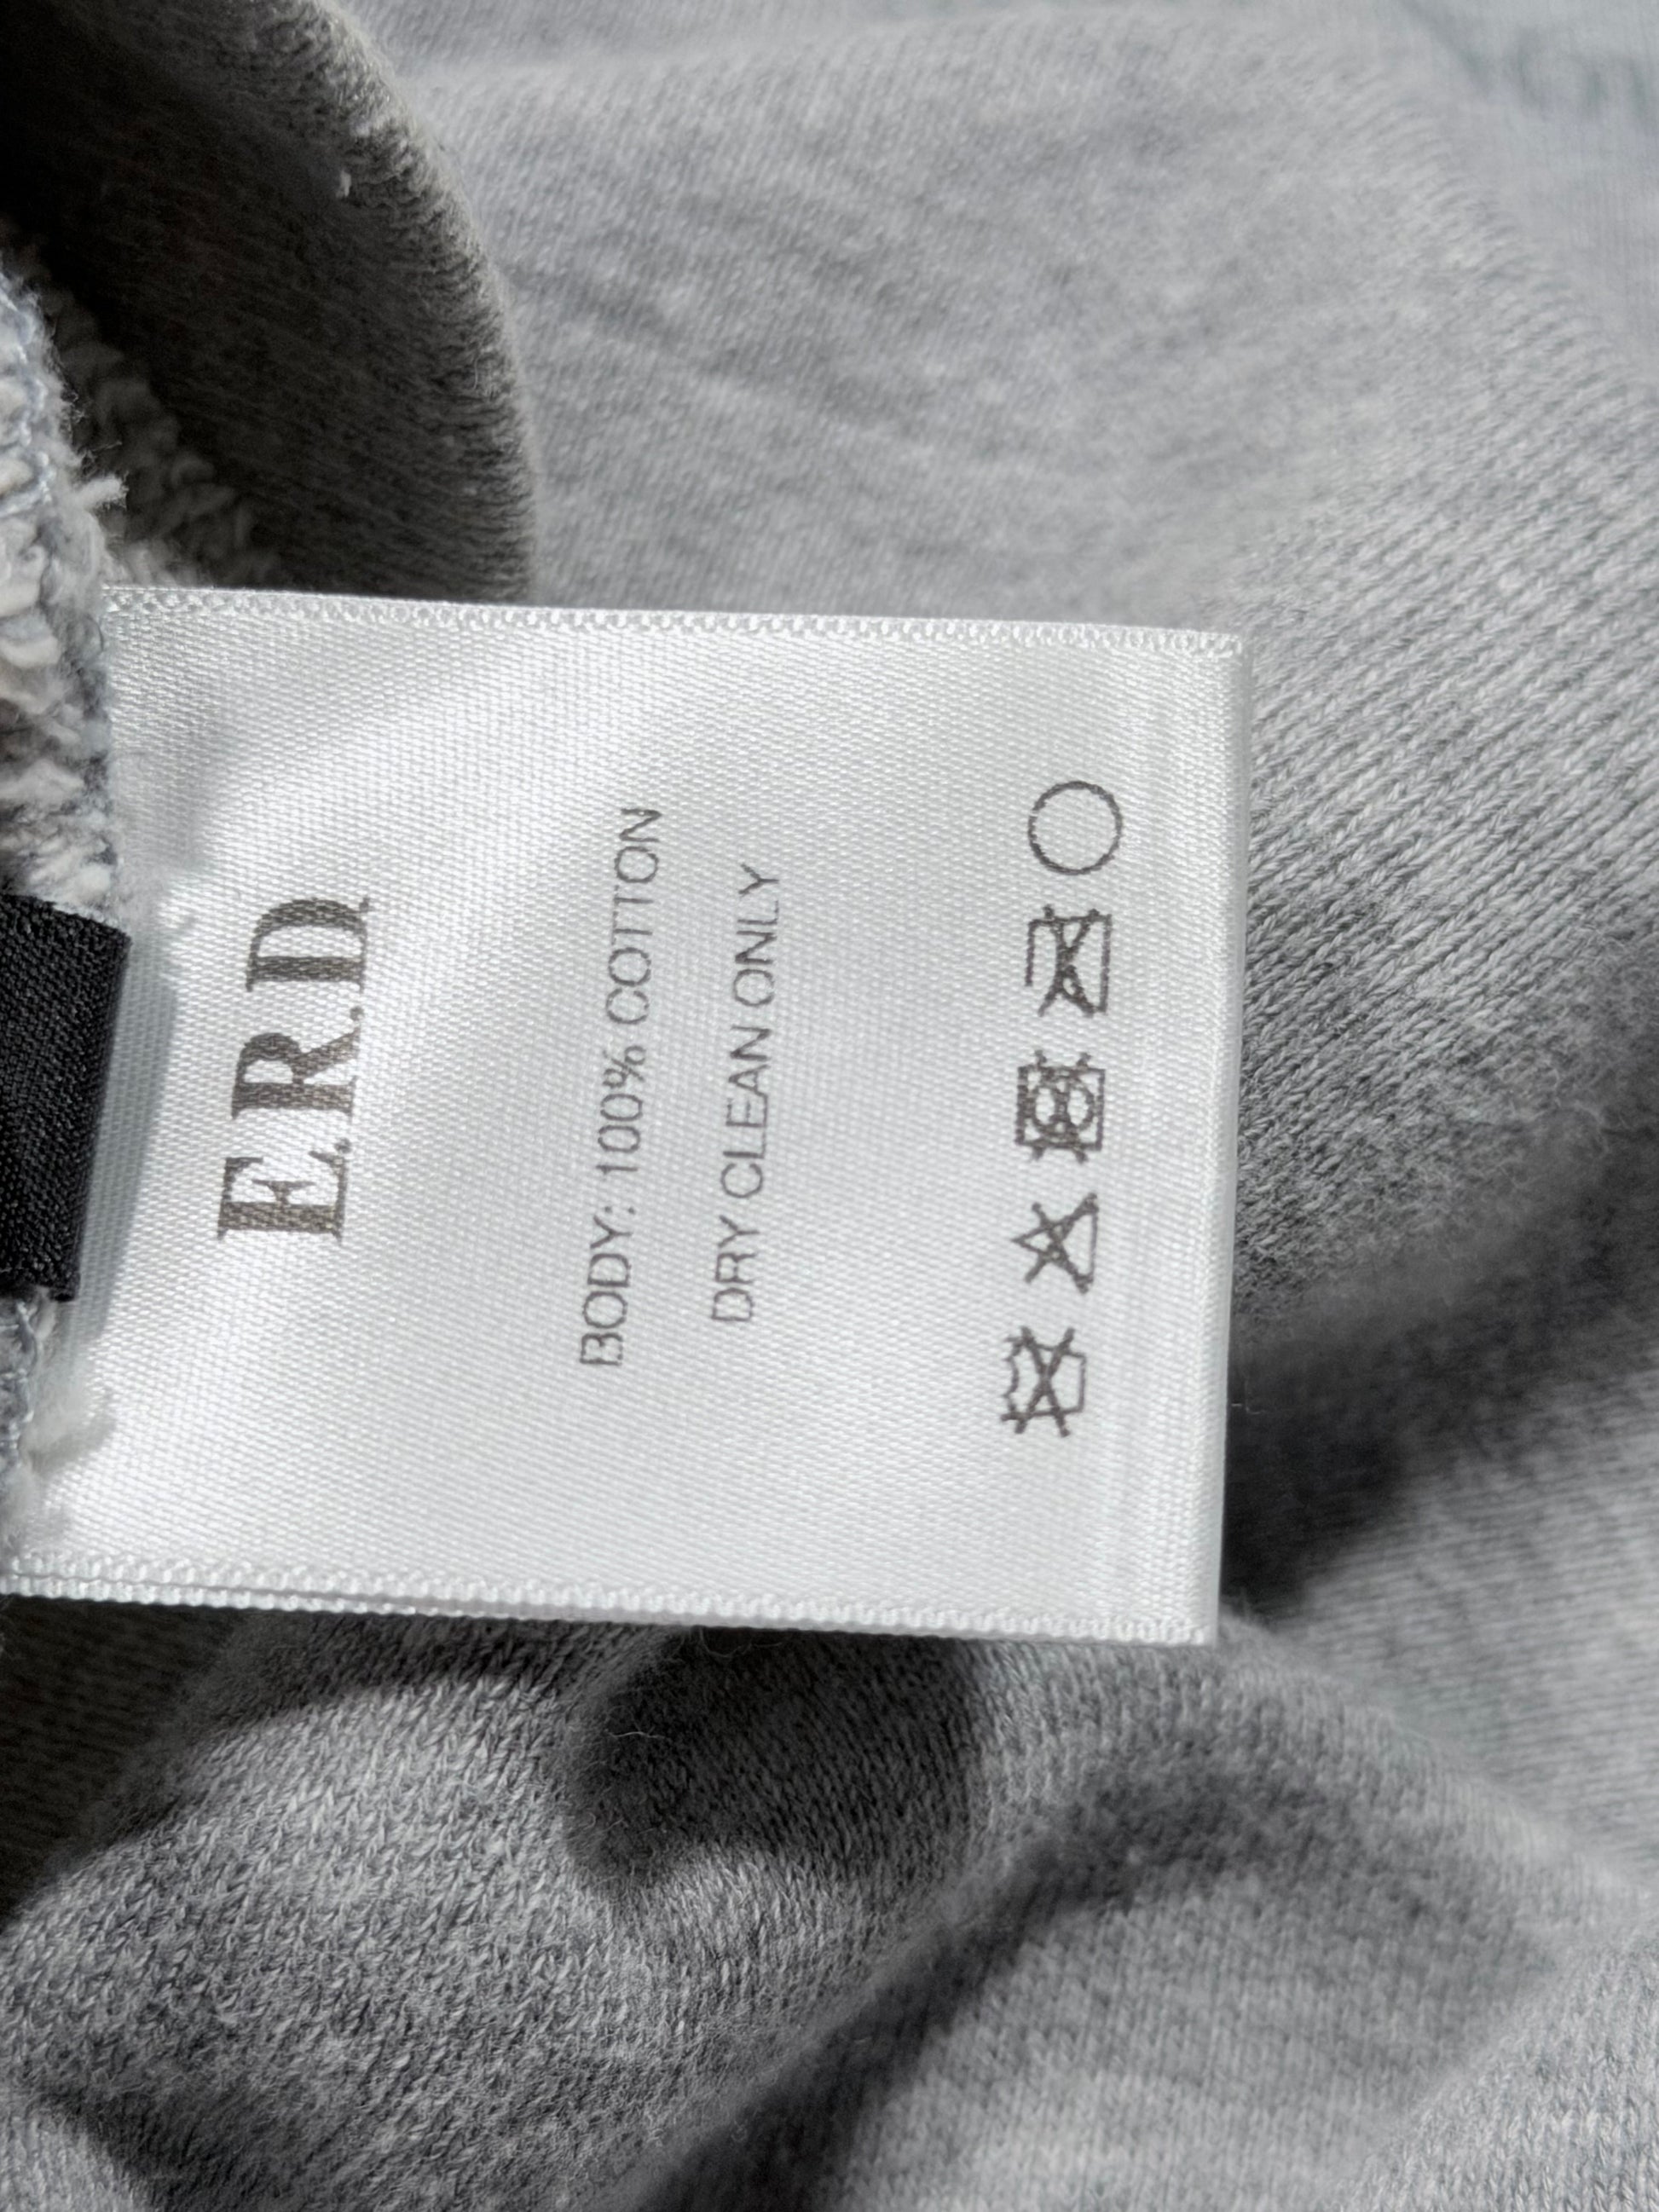 E.R.D
BODY: 100% COTTON
DRY CLEAN ONLY